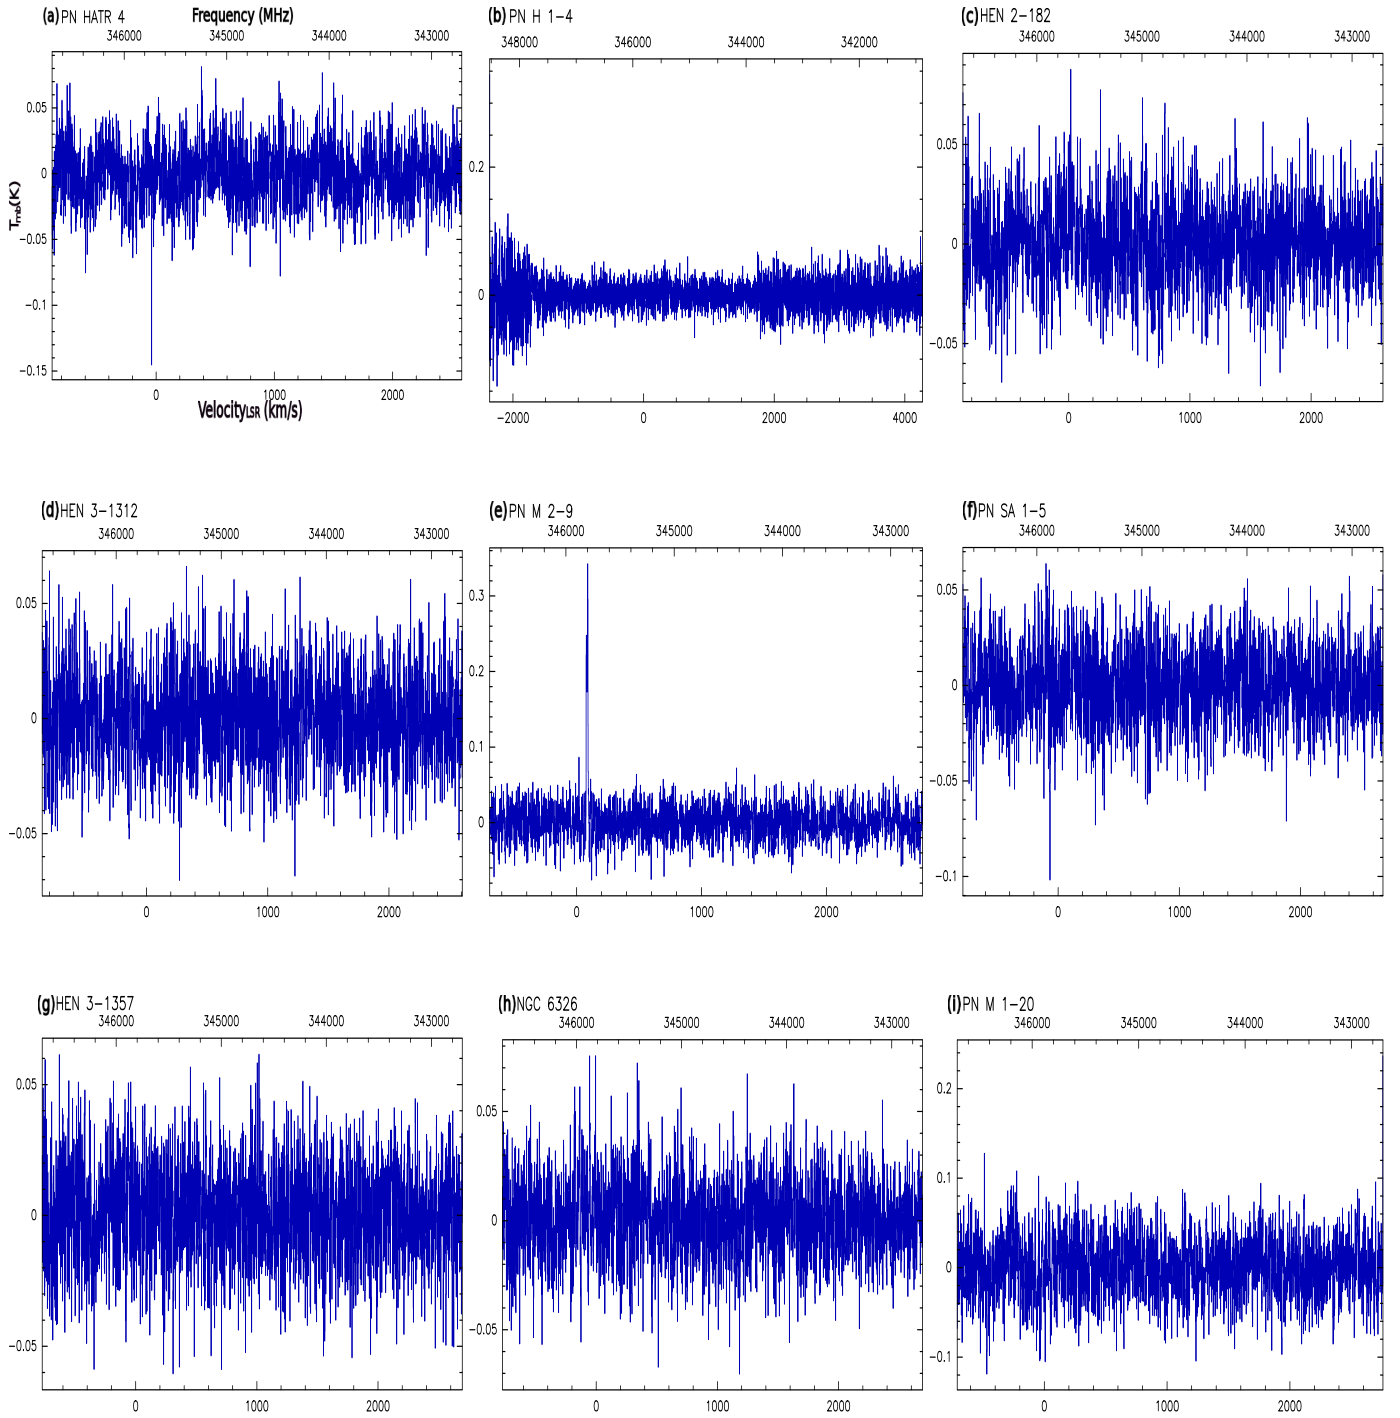 (a) PN HATR 4 Frequency (MHz)
346000 345000 344000 343000
0.05
0
−0.05
−0.1
−0.15
Tmb(K)
0 1000 2000
VelocityLSR (km/s)
(b) PN H 1−4
348000 346000 344000 342000
0.2
0
−2000 0 2000 4000
(c) HEN 2−182
346000 345000 344000 343000
0.05
0
−0.05
0 1000 2000
(d) HEN 3−1312
346000 345000 344000 343000
0.05
0
−0.05
0 1000 2000
(e) PN M 2−9
346000 345000 344000 343000
0.3
0.2
0.1
0
0 1000 2000
(f) PN SA 1−5
346000 345000 344000 343000
0.05
0
−0.05
−0.1
0 1000 2000
(g) HEN 3−1357
346000 345000 344000 343000
0.05
0
−0.05
0 1000 2000
(h) NGC 6326
346000 345000 344000 343000
0.05
0
−0.05
0 1000 2000
(i) PN M 1−20
346000 345000 344000 343000
0.2
0.1
0
−0.1
0 1000 2000